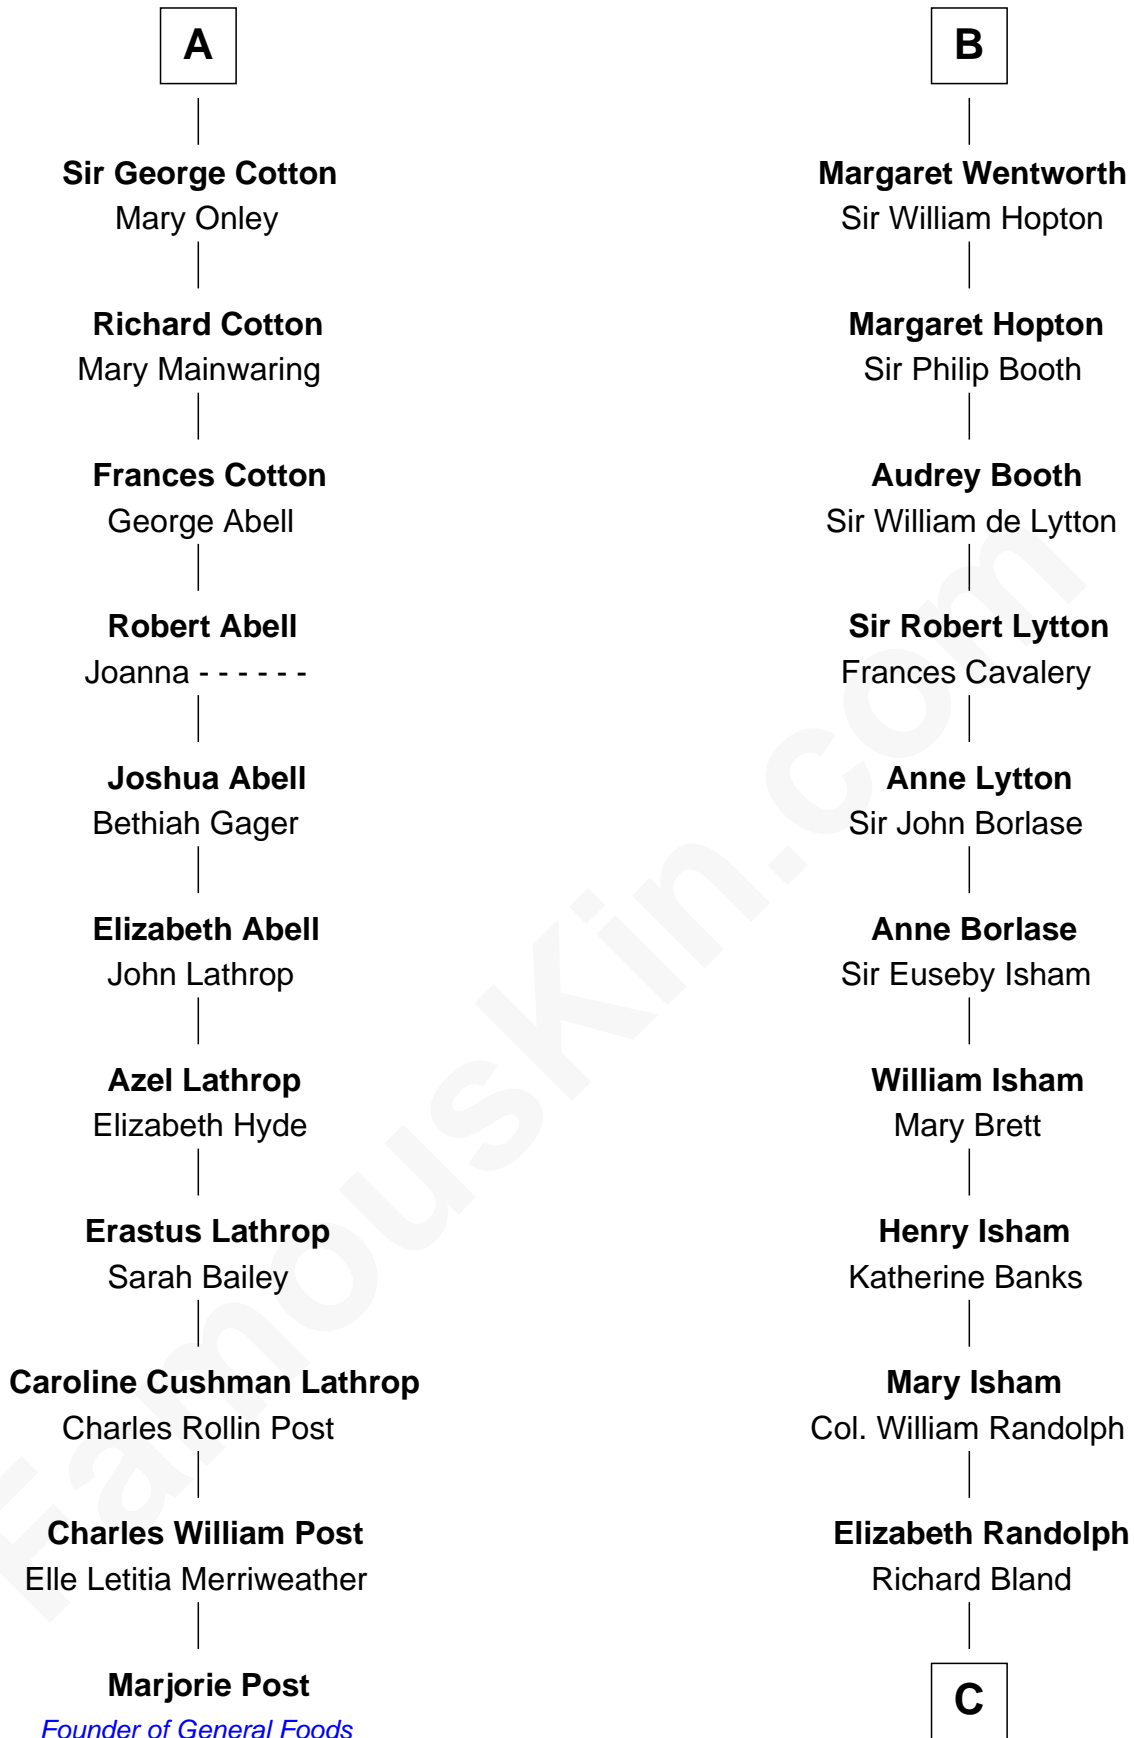 A
Sir George Cotton
Mary Onley
Richard Cotton
Mary Mainwaring
Frances Cotton
George Abell
Robert Abell
Joanna - - - - - -
Joshua Abell
Bethiah Gager
Elizabeth Abell
John Lathrop
Azel Lathrop
Elizabeth Hyde
Erastus Lathrop
Sarah Bailey
Caroline Cushman Lathrop
Charles Rollin Post
Charles William Post
Elle Letitia Merriweather
Marjorie Post
Founder of General Foods
B
Margaret Wentworth
Sir William Hopton
Margaret Hopton
Sir Philip Booth
Audrey Booth
Sir William de Lytton
Sir Robert Lytton
Frances Cavalery
Anne Lytton
Sir John Borlase
Anne Borlase
Sir Euseby Isham
William Isham
Mary Brett
Henry Isham
Katherine Banks
Mary Isham
Col. William Randolph
Elizabeth Randolph
Richard Bland
C
FamousKin.com